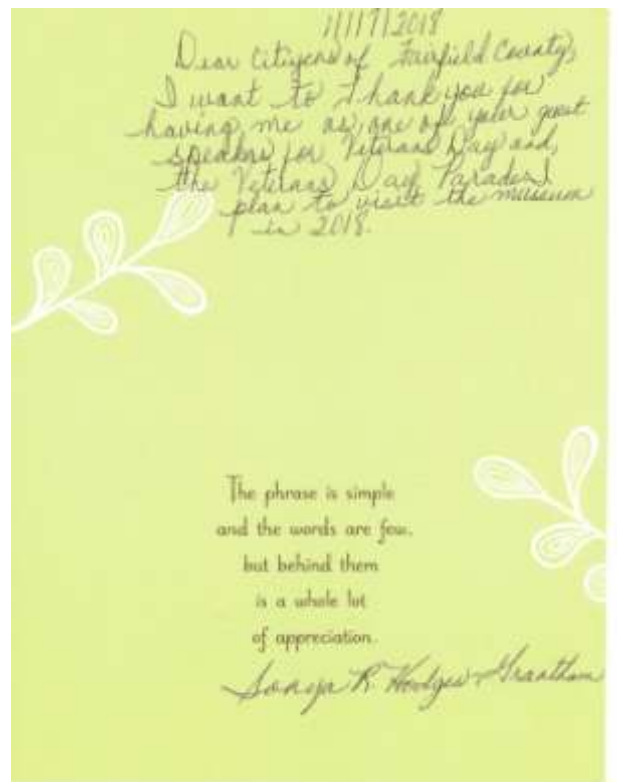 11/17/2018
Dear Citizens of Fairfield County,
I want to Thank you for
having me as one of your guest
speakers for Veterans Day and,
the Veterans Day Parade. I
plan to visit the museum
in 2018.
The phrase is simple
and the words are few,
but behind them
is a whole lot
of appreciation.
Sonya R Hodges-Grantham